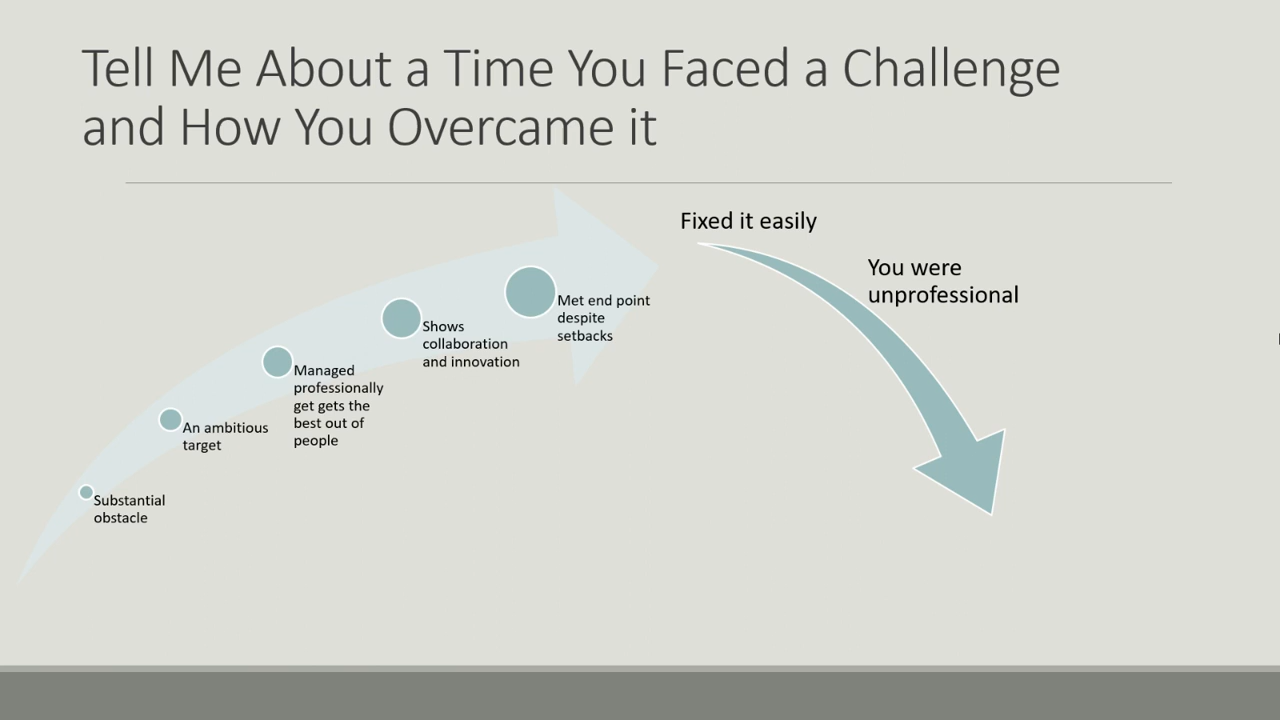 Tell Me About a Time You Faced a Challenge
and How You Overcame it
Substantial
obstacle
An ambitious
target
Managed
professionally
get gets the
best out of
people
Shows
collaboration
and innovation
Met end point
despite
setbacks
Fixed it easily
You were
unprofessional